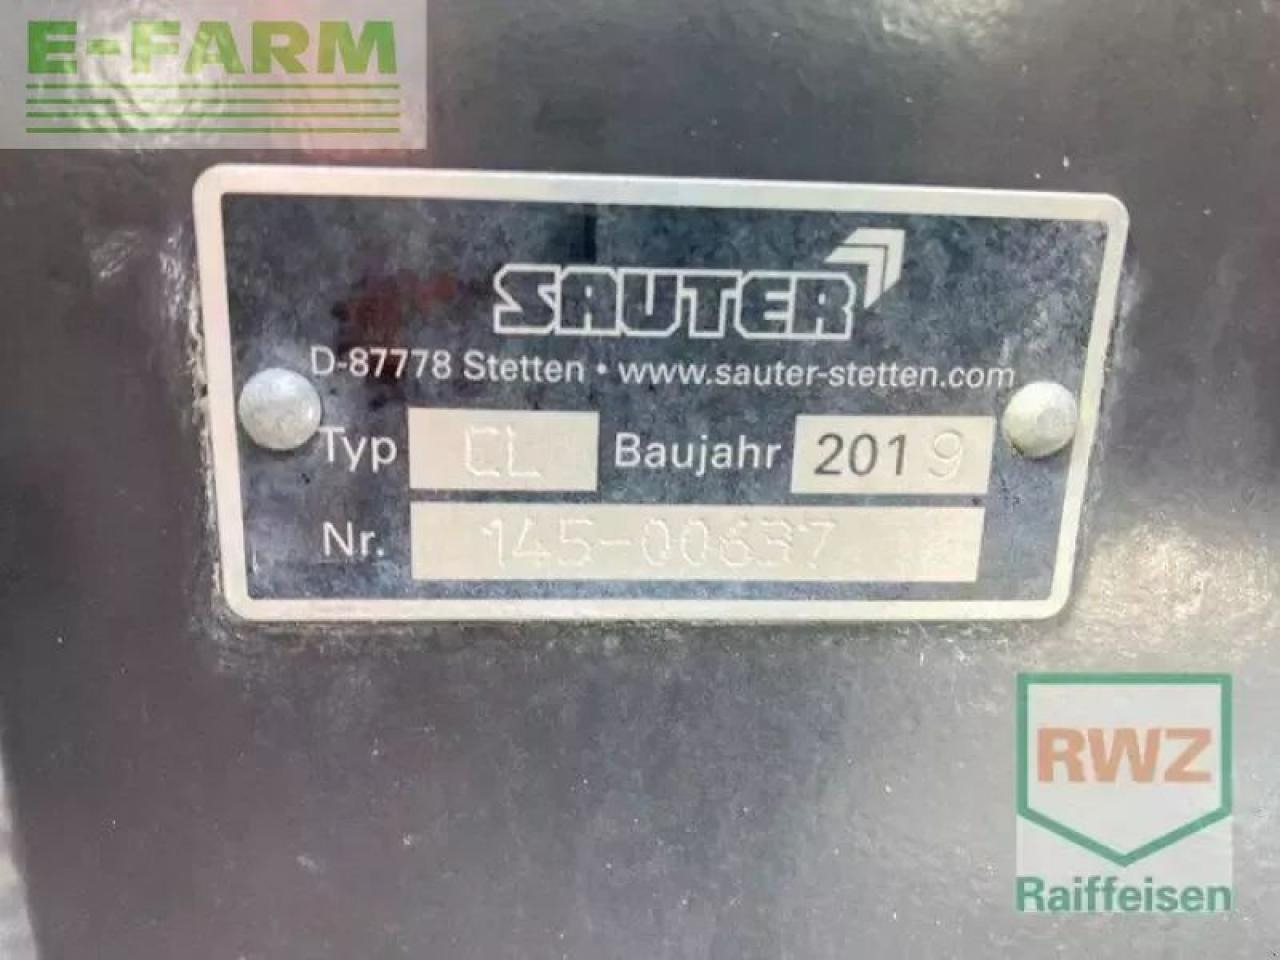 E-FARM
SAUTER
D-87778 Stetten • www.sauter-stetten.com
Typ CL Baujahr 2019
Nr. 145-00637
RWZ
Raiffeisen